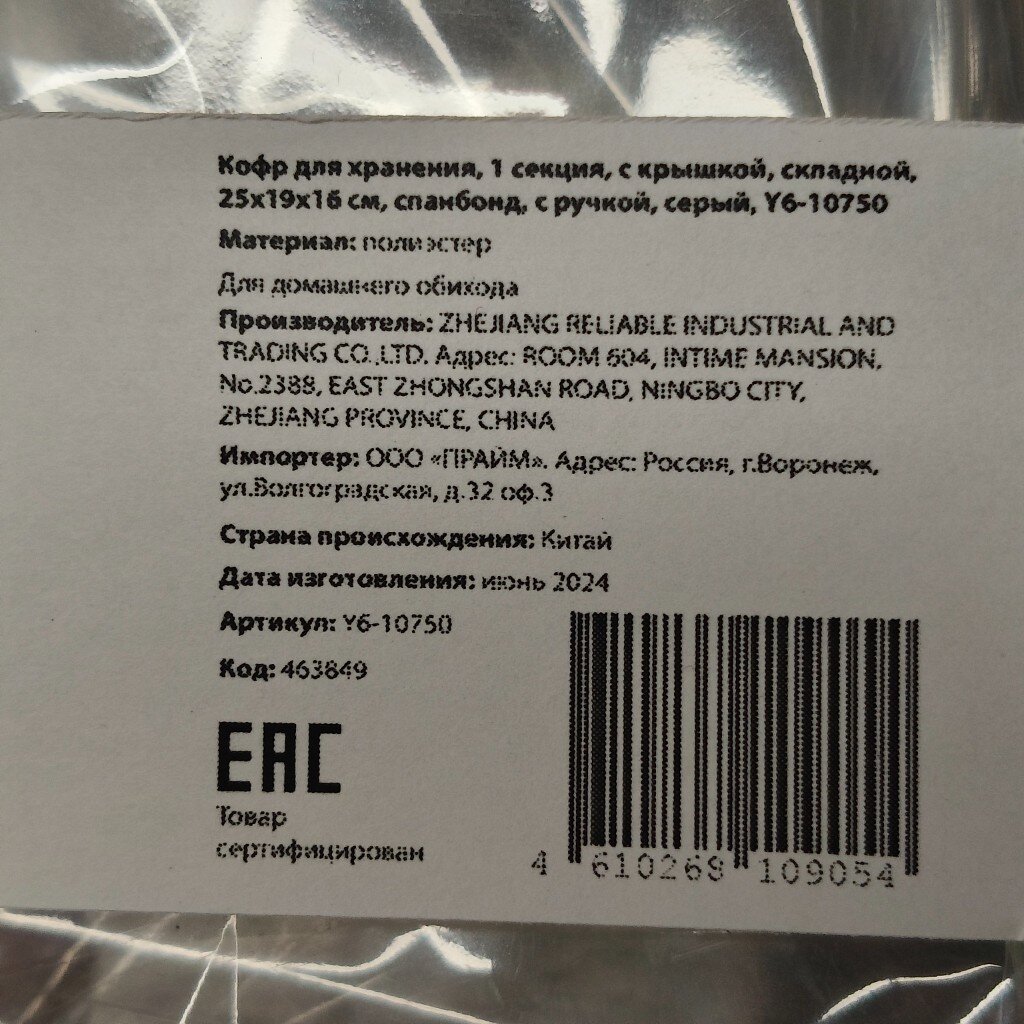 Кофр для хранения, 1 секция, с крышкой, складной,
25х19х16 см, спанбонд, с ручкой, серый, Y6-10750
Материал: полиэстер
Для домашнего обихода
Производитель: ZHEJIANG RELIABLE INDUSTRIAL AND
TRADING CO.,LTD. Адрес: ROOM 604, INTIME MANSION,
No.2388, EAST ZHONGSHAN ROAD, NINGBO CITY,
ZHEJIANG PROVINCE, CHINA
Импортер: ООО «ПРАЙМ». Адрес: Россия, г.Воронеж,
ул.Волгоградская, д.32 оф.3
Страна происхождения: Китай
Дата изготовления: июнь 2024
Артикул: Y6-10750
Код: 463849
EAC
Товар
сертифицирован
4 610268 109054